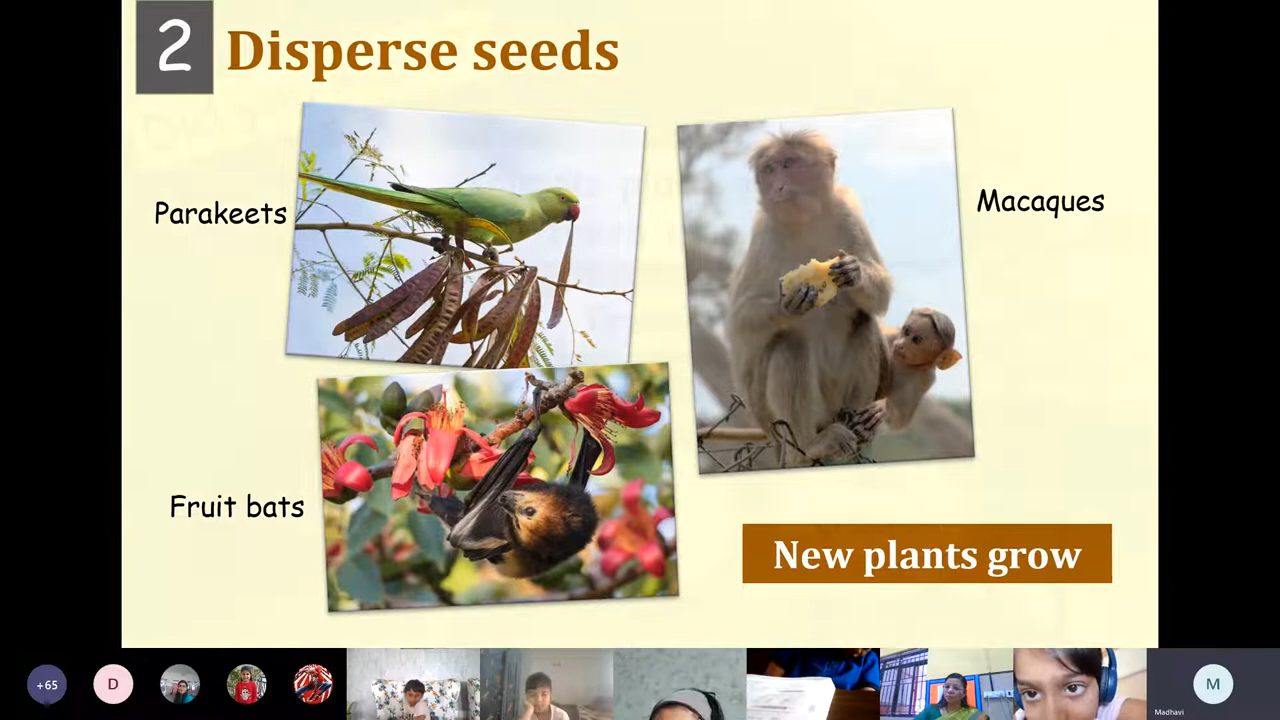 2 Disperse seeds
Parakeets
Macaques
Fruit bats
New plants grow
+65
D
M
Madhavi